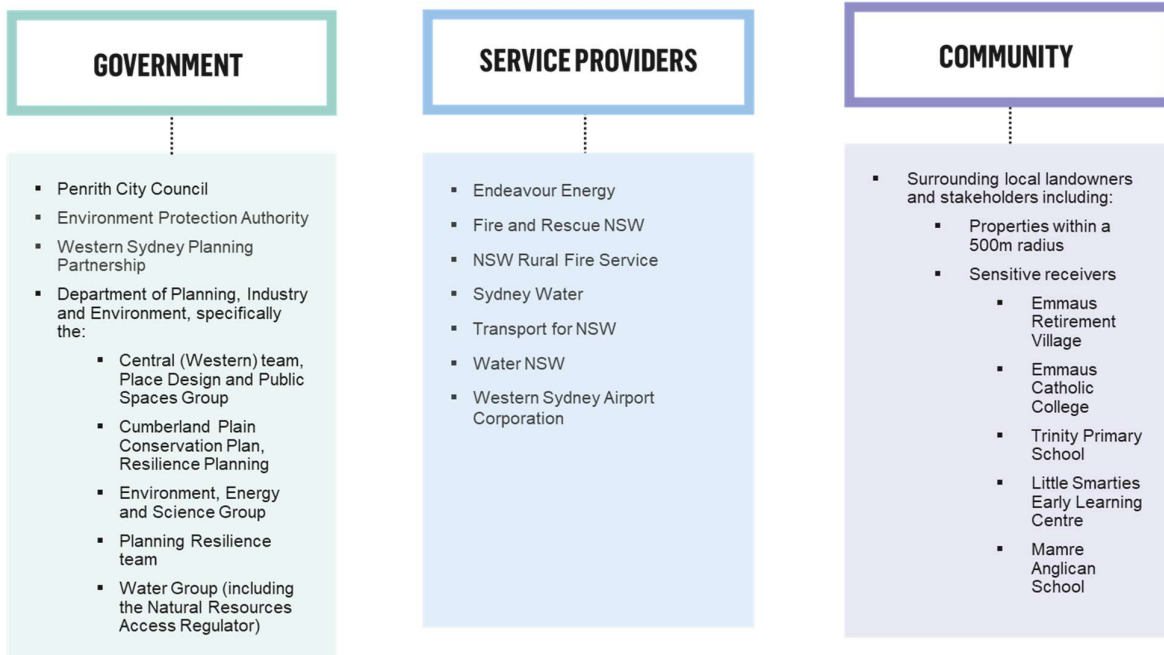 GOVERNMENT
Penrith City Council
Environment Protection Authority
Western Sydney Planning
Partnership
Department of Planning, Industry
and Environment, specifically
the:
Central (Western) team,
Place Design and Public
Spaces Group
Cumberland Plain
Conservation Plan,
Resilience Planning
Environment, Energy
and Science Group
Planning Resilience
team
Water Group (including
the Natural Resources
Access Regulator)
SERVICE PROVIDERS
Endeavour Energy
Fire and Rescue NSW
NSW Rural Fire Service
Sydney Water
Transport for NSW
Water NSW
Western Sydney Airport
Corporation
COMMUNITY
Surrounding local landowners
and stakeholders including:
Properties within a
500m radius
Sensitive receivers
Emmaus
Retirement
Village
Emmaus
Catholic
College
Trinity Primary
School
Little Smarties
Early Learning
Centre
Mamre
Anglican
School